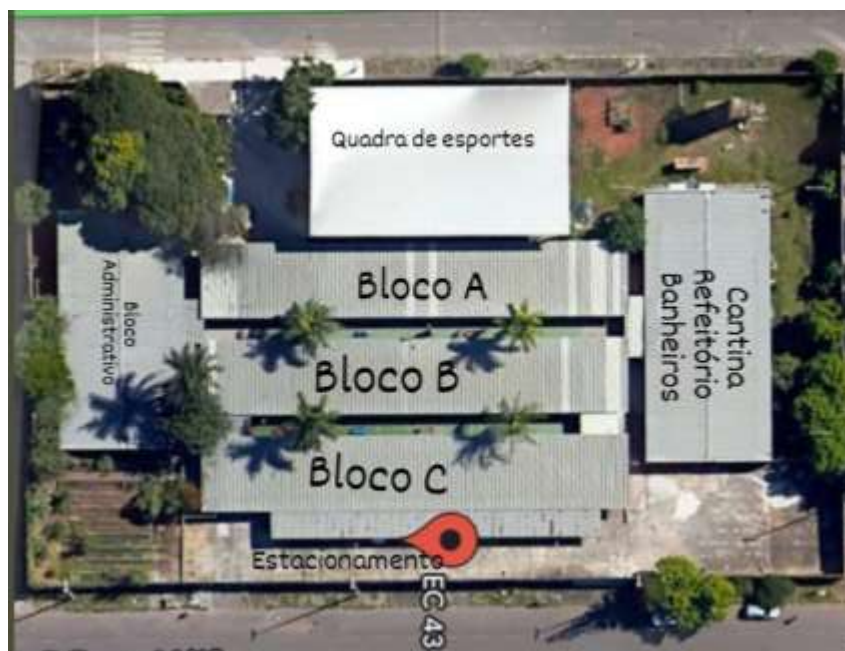 Quadra de esportes
Bloco A
Bloco
Administrativo
Bloco B
Cantina
Refeitório
Banheiros
Bloco C
Estacionamento
EC 43